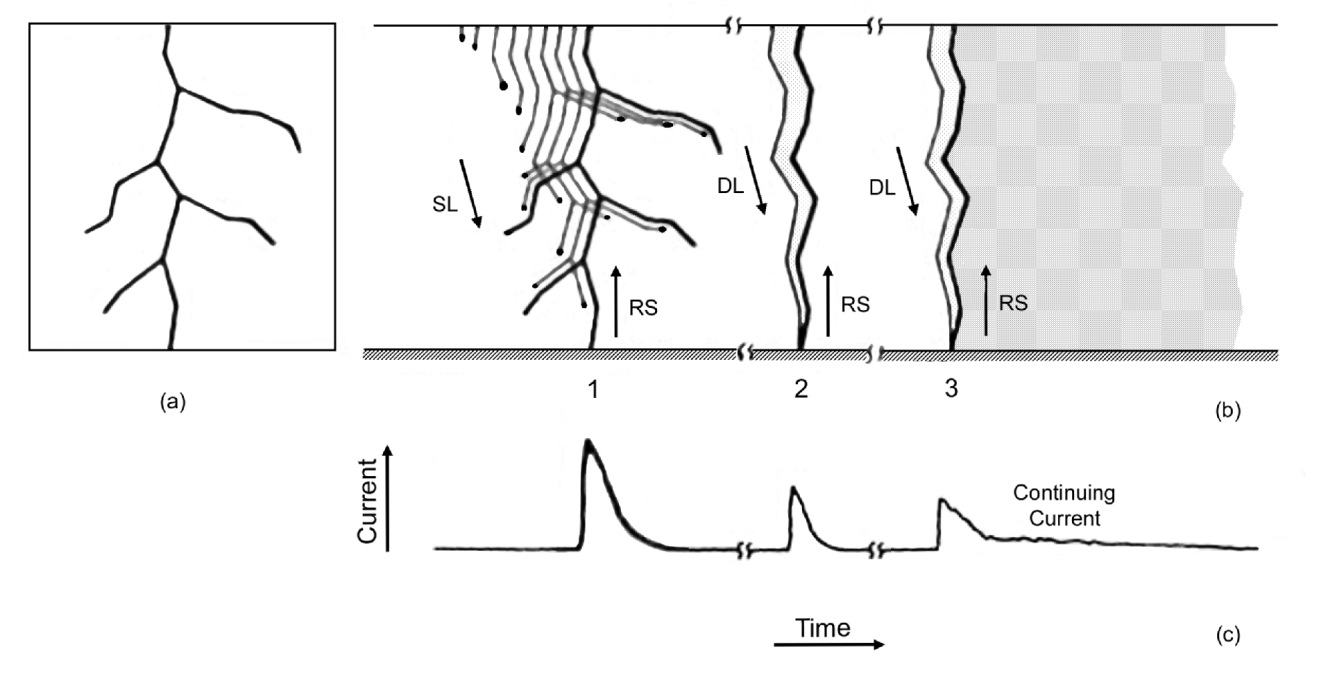 SL
DL
DL
RS
RS
RS
1
2
3
(a)
(b)
Current
Continuing
Current
Time
(c)